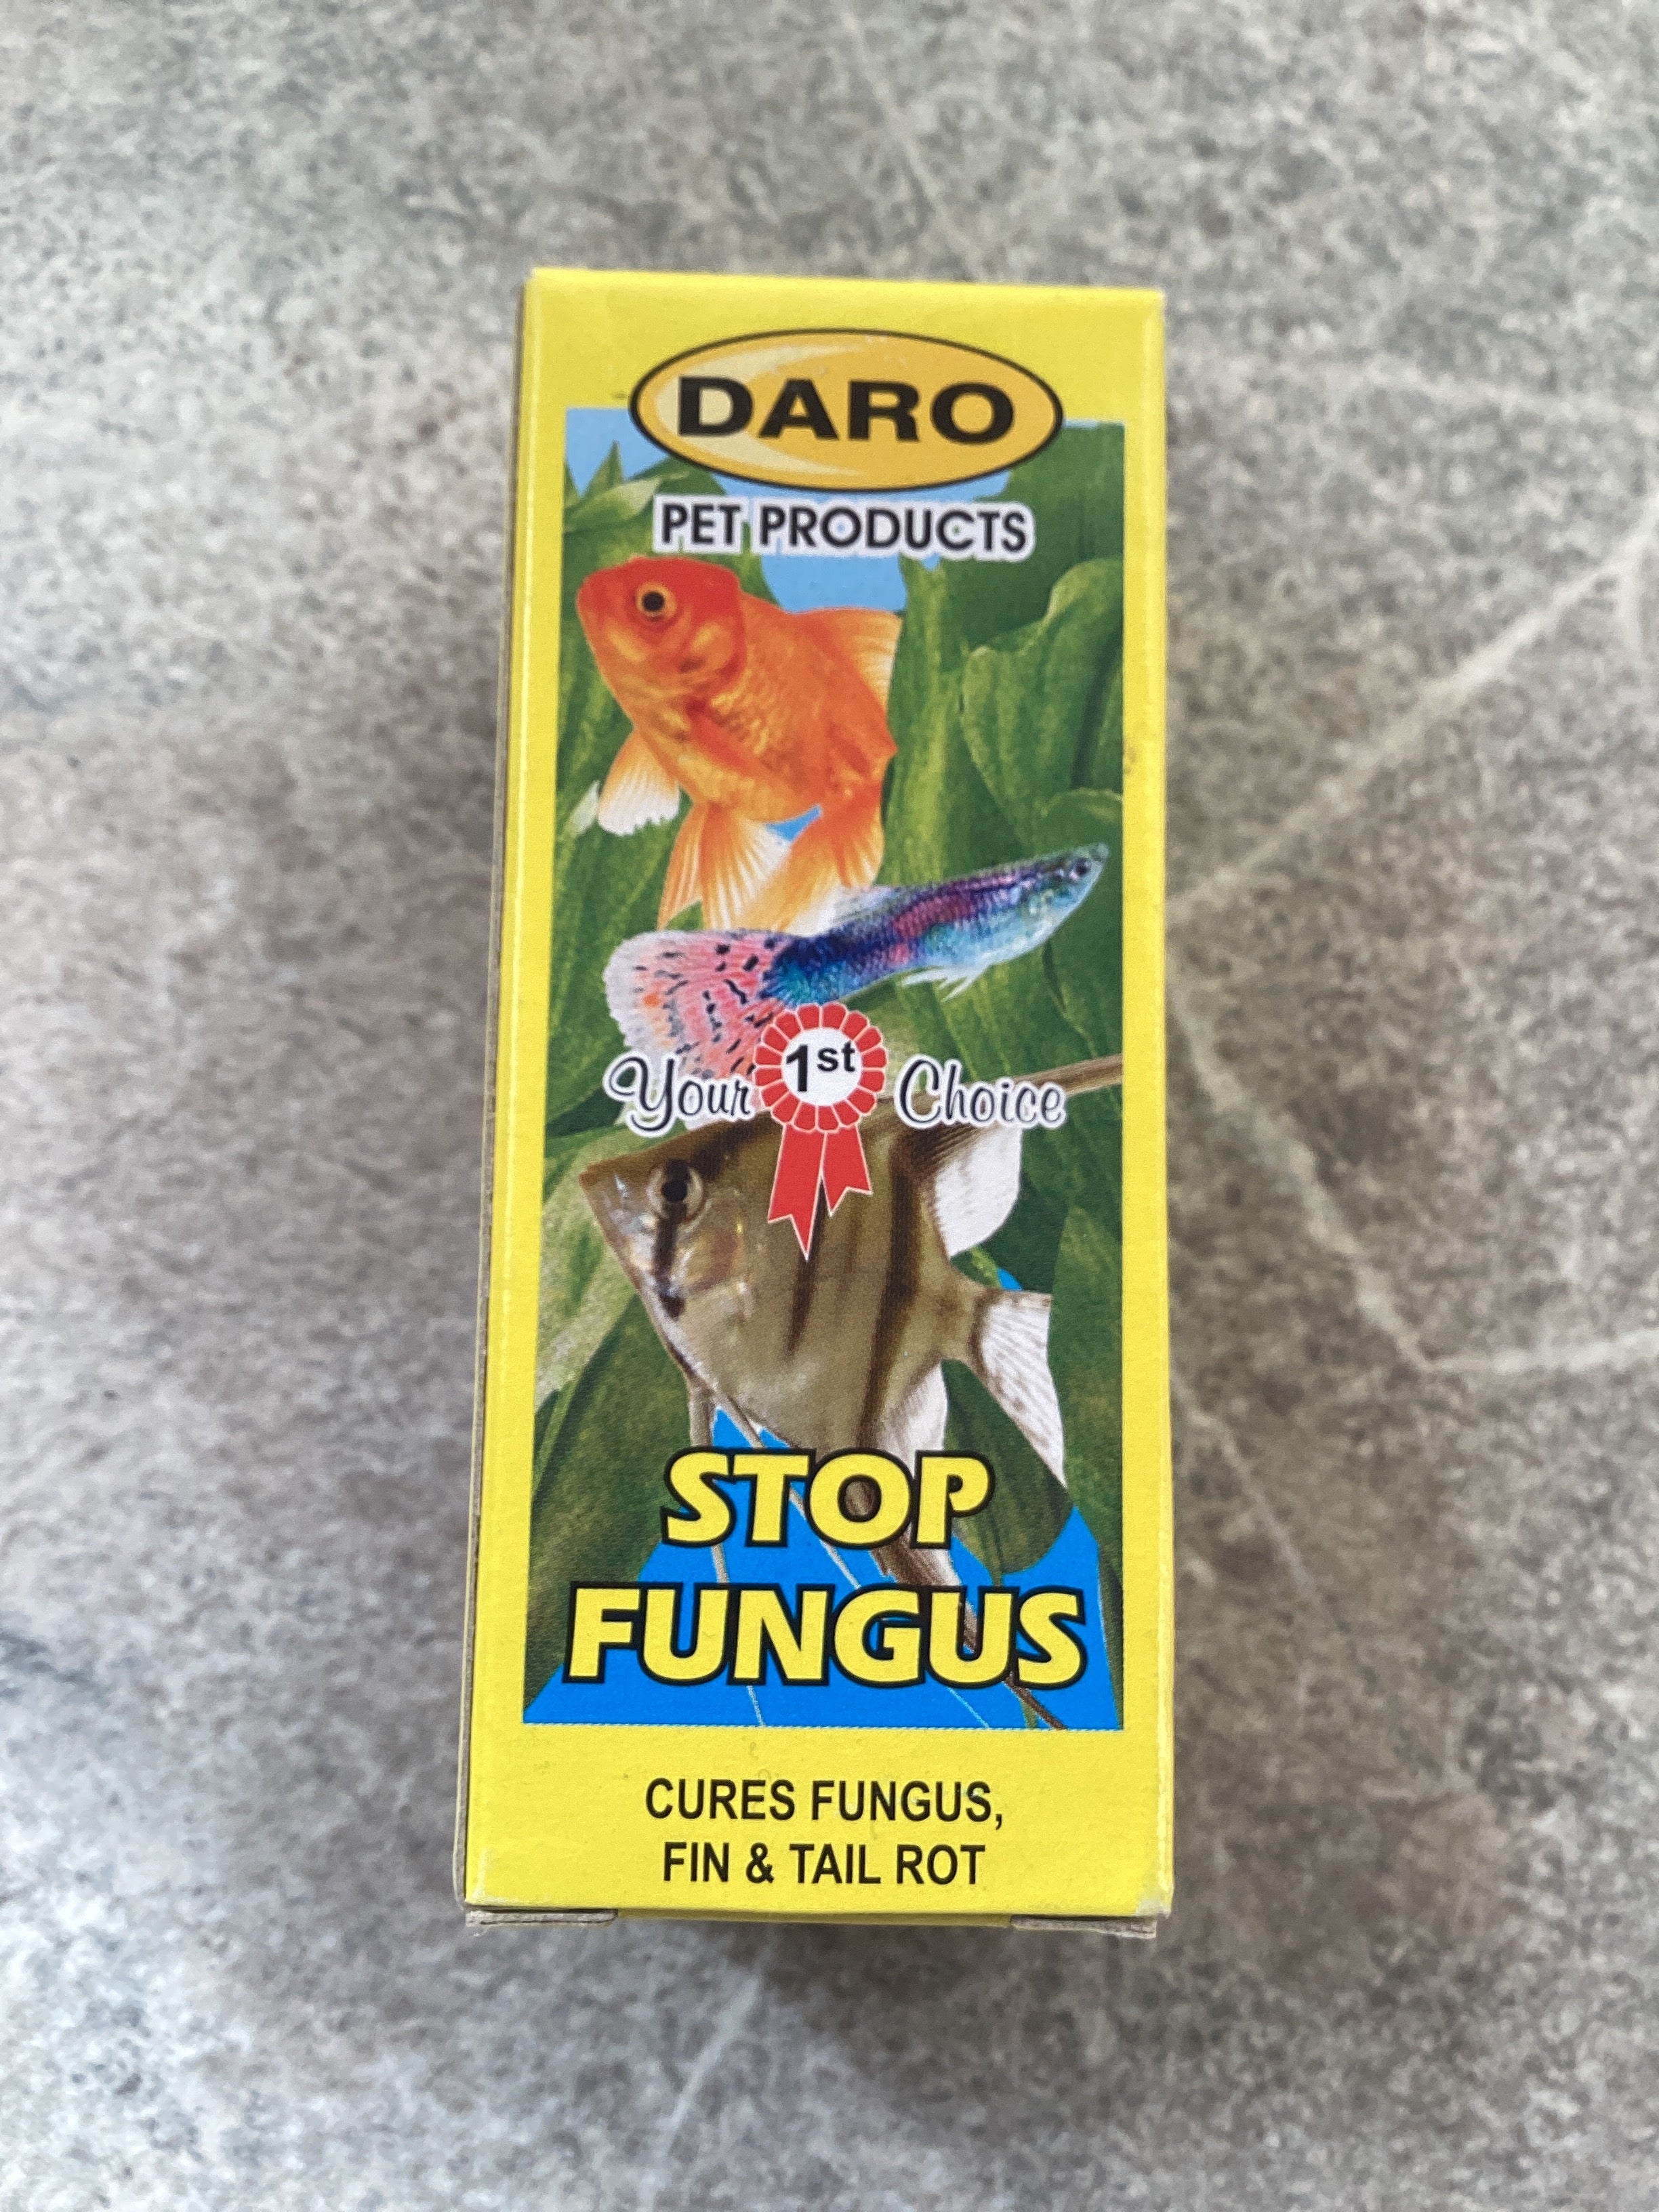 DARO
PET PRODUCTS
Your 1st Choice
STOP
FUNGUS
CURES FUNGUS,
FIN & TAIL ROT